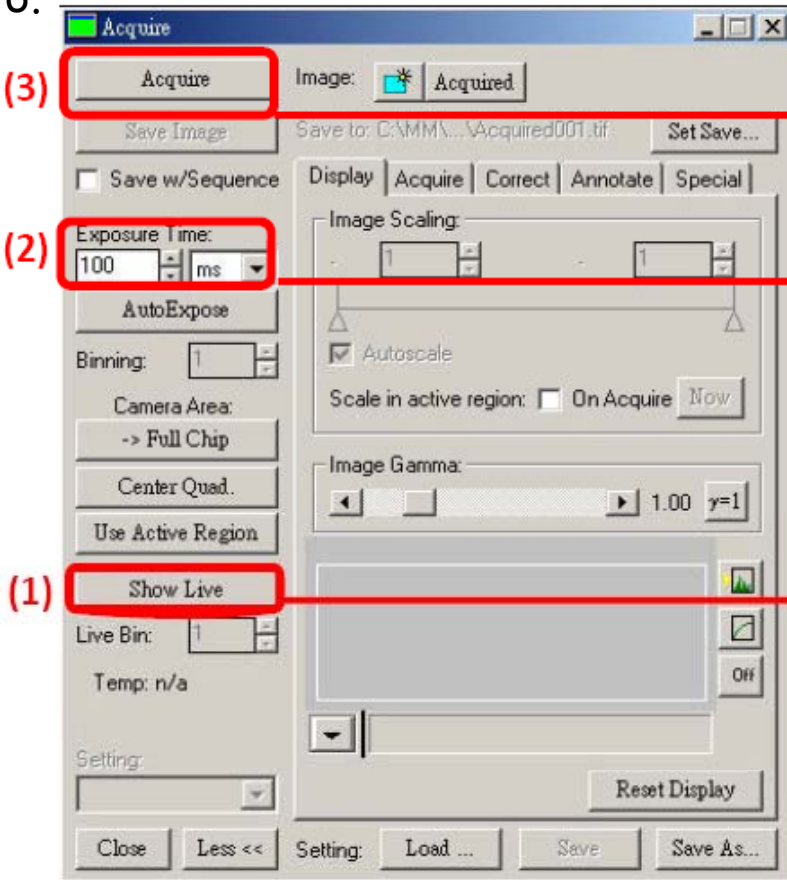 6.
Acquire
(3)
Acquire
Image:
Acquired
Save Image
Save to: C:\MM\...\Acquired001.tif
Set Save...
Save w/Sequence
Display
Acquire
Correct
Annotate
Special
(2)
Exposure Time:
100
ms
AutoExpose
Binning:
1
Camera Area:
-> Full Chip
Center Quad.
Use Active Region
(1)
Show Live
Live Bin:
1
Temp: n/a
Setting:
Close
Less <<
Image Scaling:
-
1
-
1
Autoscale
Scale in active region:
On Acquire
Now
Image Gamma:
1.00
γ=1
Off
Reset Display
Setting:
Load ...
Save
Save As...